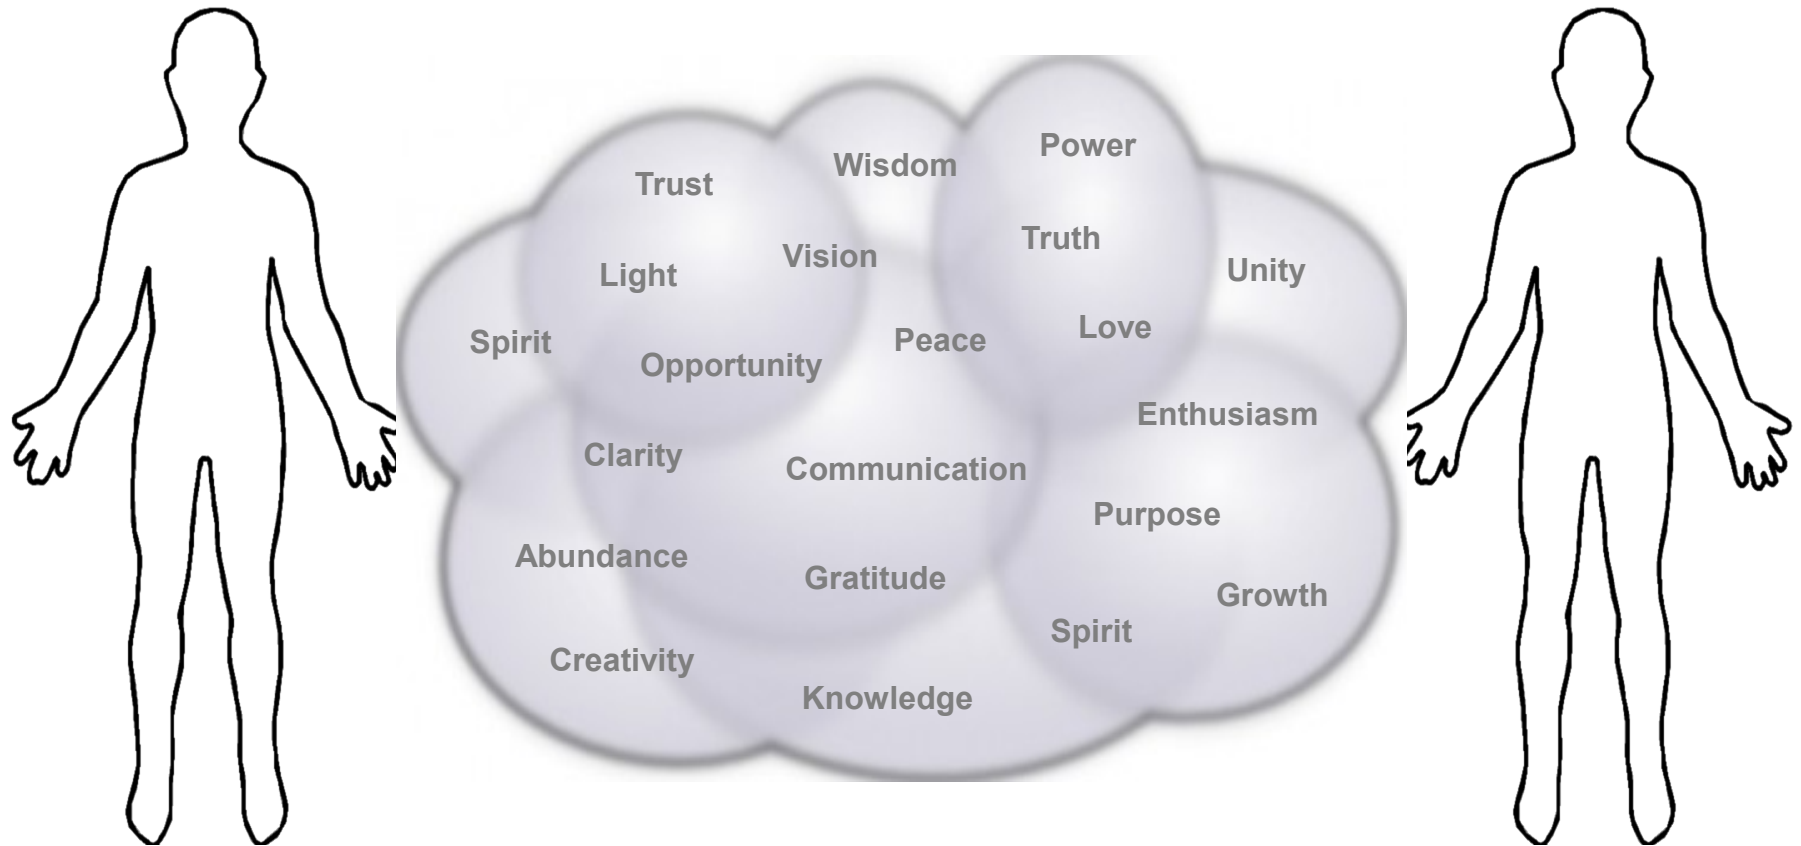 Power
Wisdom
Trust
Truth
Vision
Unity
Light
Love
Peace
Spirit
Opportunity
Enthusiasm
Clarity
Communication
Purpose
Abundance
Gratitude
Growth
Spirit
Creativity
Knowledge